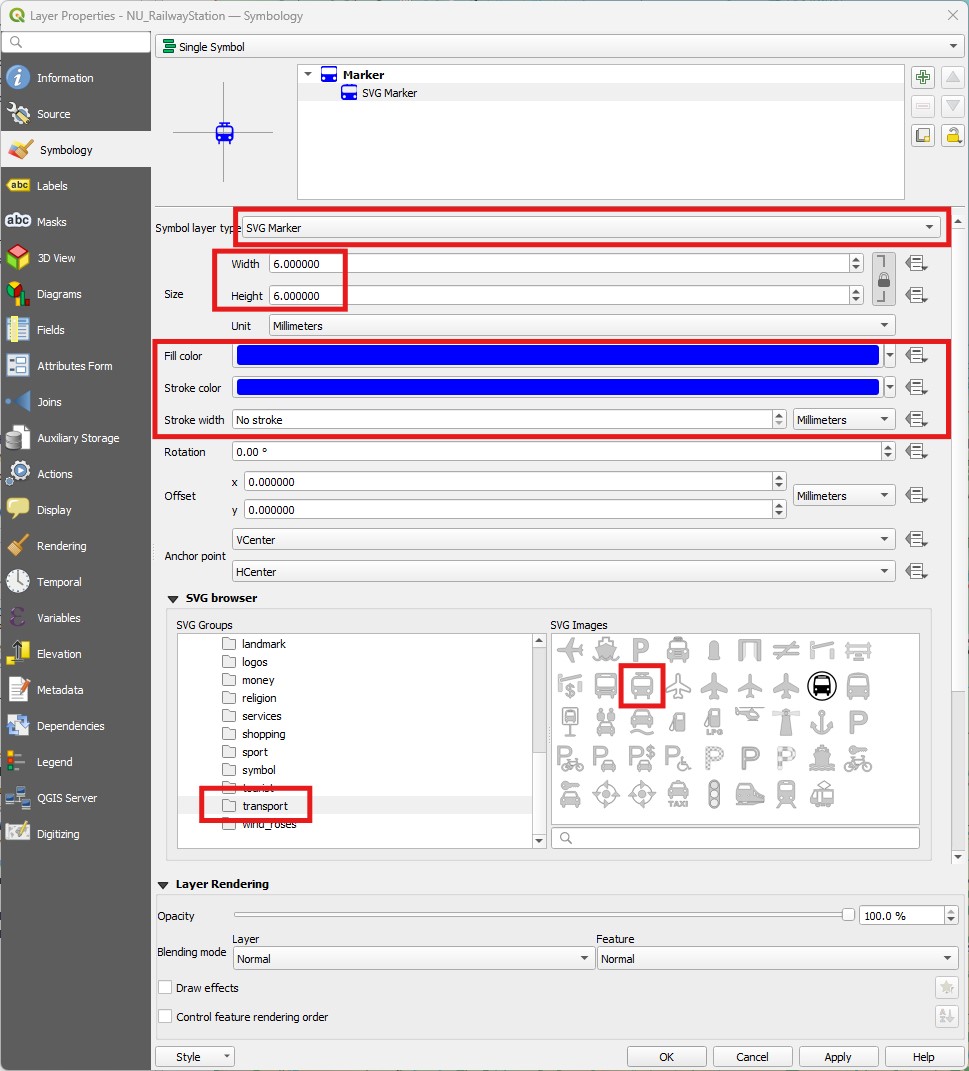 Layer Properties - NU_RailwayStation — Symbology
Single Symbol
Information
Source
Symbology
Labels
Masks
3D View
Diagrams
Fields
Attributes Form
Joins
Auxiliary Storage
Actions
Display
Rendering
Temporal
Variables
Elevation
Metadata
Dependencies
Legend
QGIS Server
Digitizing
abc
abc
Marker
SVG Marker
Symbol layer type SVG Marker
Size
Width 6.000000
Height 6.000000
Unit Millimeters
Fill color
Stroke color
Stroke width No stroke Millimeters
Rotation 0.00 °
Offset
x 0.000000
y 0.000000
Millimeters
Anchor point
VCenter
HCenter
SVG browser
SVG Groups
landmark
logos
money
religion
services
shopping
sport
symbol
tourist
transport
wind_roses
SVG Images
LPG
TAXI
Layer Rendering
Opacity 100.0 %
Blending mode
Layer
Normal
Feature
Normal
Draw effects
Control feature rendering order
Style OK Cancel Apply Help